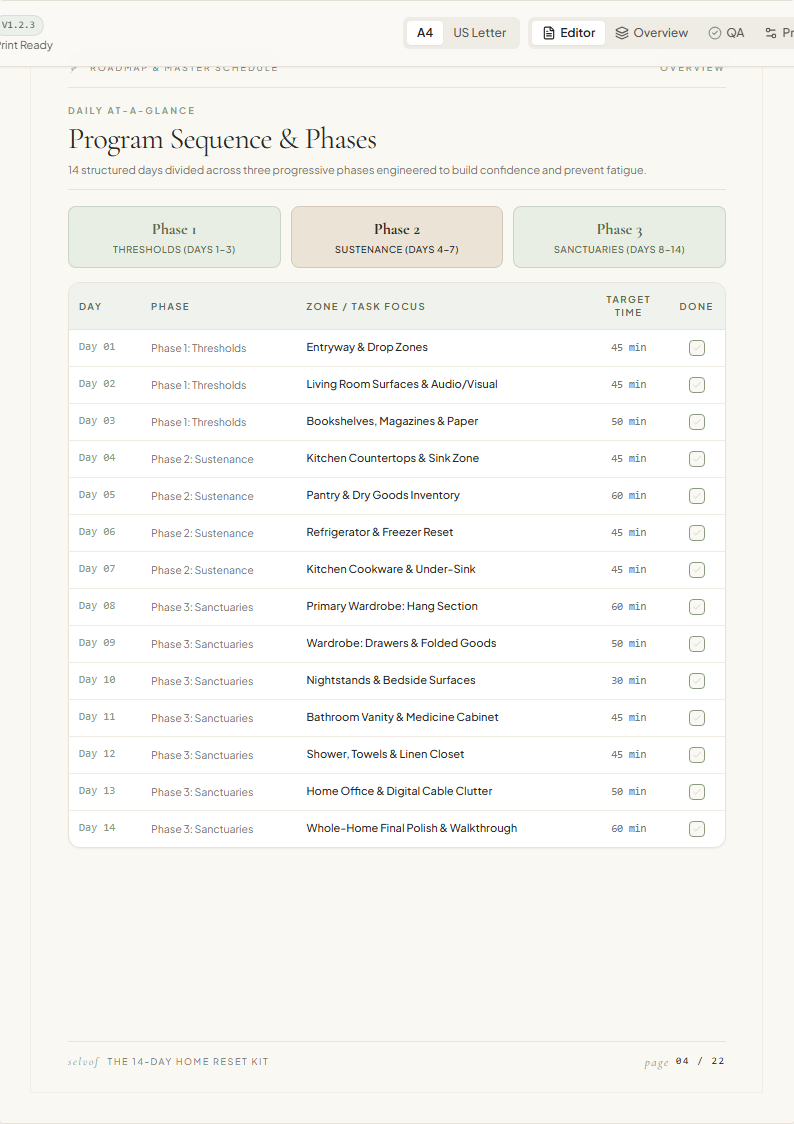 V1.2.3
Print Ready
A4 US Letter Editor Overview QA
ROADMAP & MASTER SCHEDULE OVERVIEW
DAILY AT-A-GLANCE
Program Sequence & Phases
14 structured days divided across three progressive phases engineered to build confidence and prevent fatigue.
Phase 1 Phase 2 Phase 3
THRESHOLDS (DAYS 1–3) SUSTENANCE (DAYS 4–7) SANCTUARIES (DAYS 8–14)
DAY PHASE ZONE / TASK FOCUS TARGET TIME DONE
Day 01 Phase 1: Thresholds Entryway & Drop Zones 45 min
Day 02 Phase 1: Thresholds Living Room Surfaces & Audio/Visual 45 min
Day 03 Phase 1: Thresholds Bookshelves, Magazines & Paper 50 min
Day 04 Phase 2: Sustenance Kitchen Countertops & Sink Zone 45 min
Day 05 Phase 2: Sustenance Pantry & Dry Goods Inventory 60 min
Day 06 Phase 2: Sustenance Refrigerator & Freezer Reset 45 min
Day 07 Phase 2: Sustenance Kitchen Cookware & Under-Sink 45 min
Day 08 Phase 3: Sanctuaries Primary Wardrobe: Hang Section 60 min
Day 09 Phase 3: Sanctuaries Wardrobe: Drawers & Folded Goods 50 min
Day 10 Phase 3: Sanctuaries Nightstands & Bedside Surfaces 30 min
Day 11 Phase 3: Sanctuaries Bathroom Vanity & Medicine Cabinet 45 min
Day 12 Phase 3: Sanctuaries Shower, Towels & Linen Closet 45 min
Day 13 Phase 3: Sanctuaries Home Office & Digital Cable Clutter 50 min
Day 14 Phase 3: Sanctuaries Whole-Home Final Polish & Walkthrough 60 min
selvof THE 14-DAY HOME RESET KIT page 04 / 22